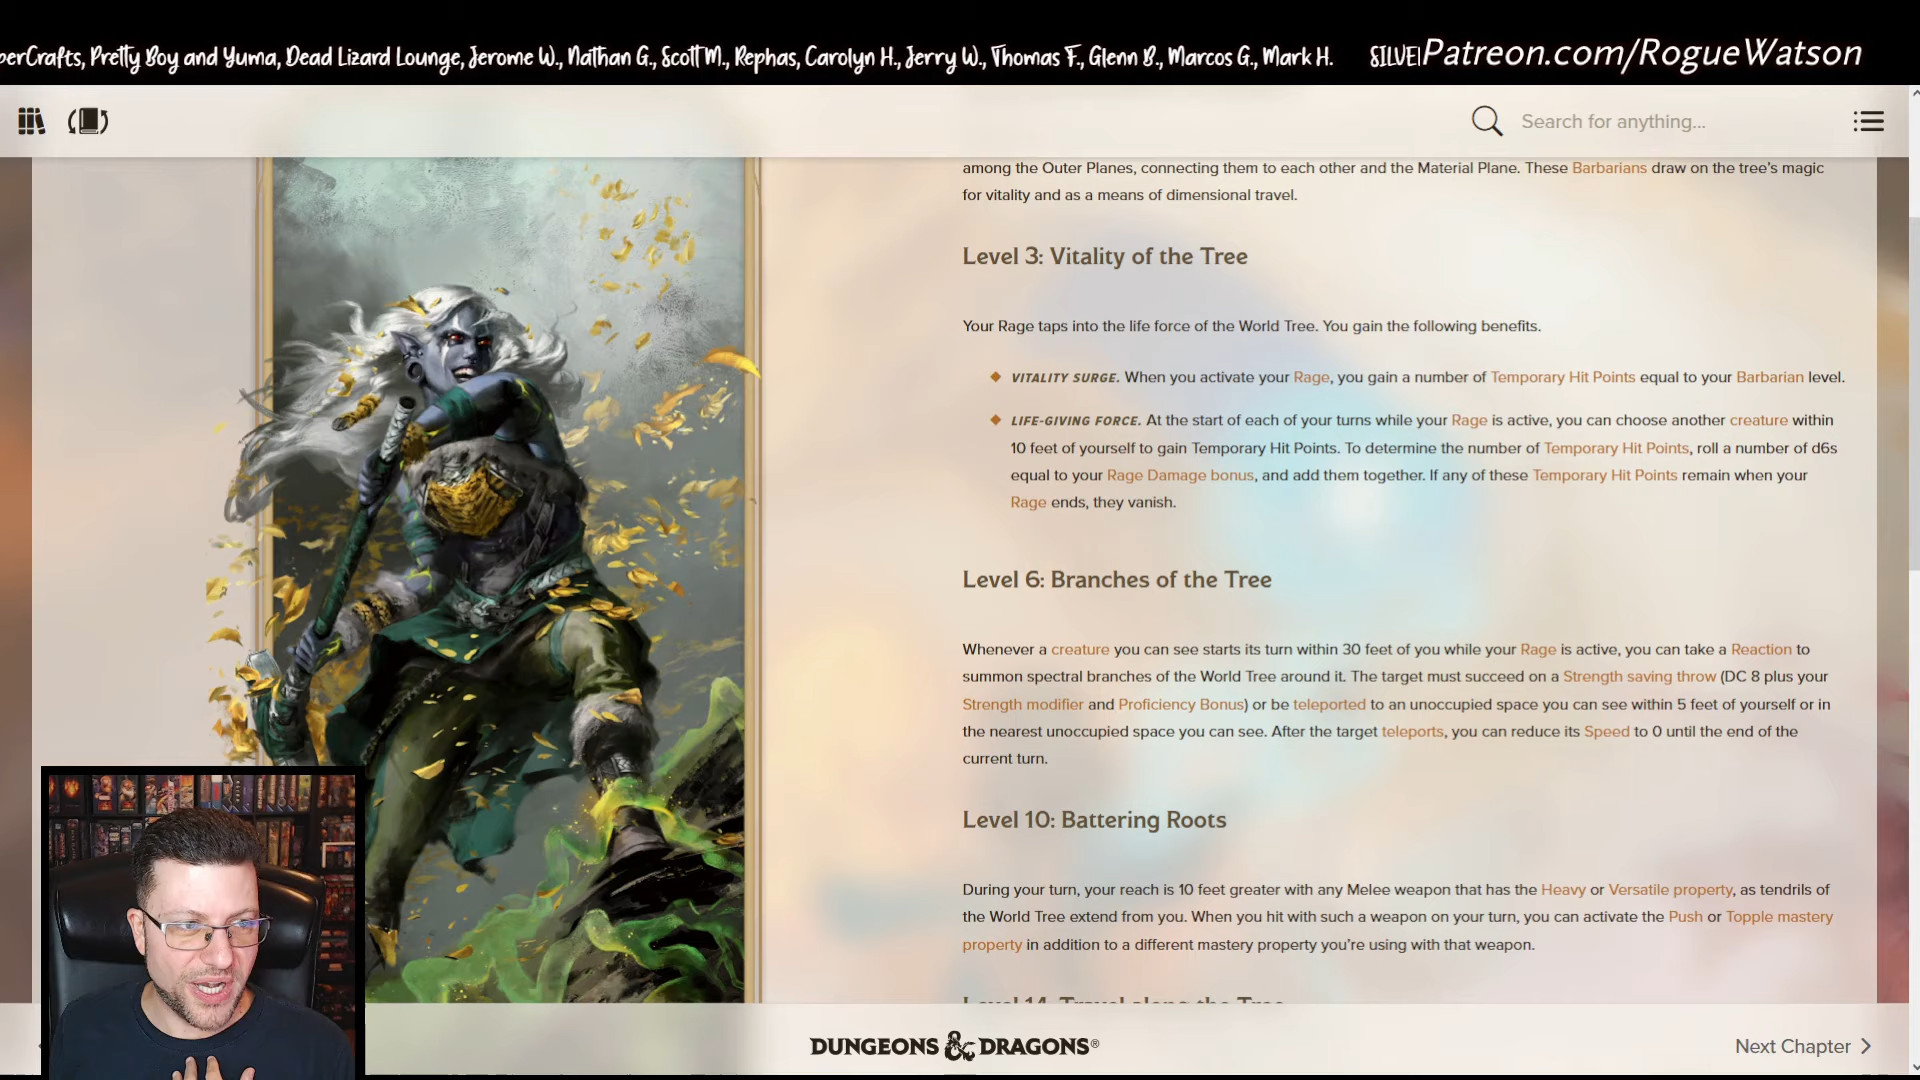 perCrafts, Pretty Boy and Yuma, Dead Lizard Lounge, Jerome W., Nathan G., Scott M., Rephas, Carolyn H., Jerry W., Thomas F., Glenn B., Marcos G., Mark H. SILVE
Patreon.com/RogueWatson
Search for anything...
among the Outer Planes, connecting them to each other and the Material Plane. These Barbarians draw on the tree's magic
for vitality and as a means of dimensional travel.
Level 3: Vitality of the Tree
Your Rage taps into the life force of the World Tree. You gain the following benefits.
VITALITY SURGE. When you activate your Rage, you gain a number of Temporary Hit Points equal to your Barbarian level.
LIFE-GIVING FORCE. At the start of each of your turns while your Rage is active, you can choose another creature within
10 feet of yourself to gain Temporary Hit Points. To determine the number of Temporary Hit Points, roll a number of d6s
equal to your Rage Damage bonus, and add them together. If any of these Temporary Hit Points remain when your
Rage ends, they vanish.
Level 6: Branches of the Tree
Whenever a creature you can see starts its turn within 30 feet of you while your Rage is active, you can take a Reaction to
summon spectral branches of the World Tree around it. The target must succeed on a Strength saving throw (DC 8 plus your
Strength modifier and Proficiency Bonus) or be teleported to an unoccupied space you can see within 5 feet of yourself or in
the nearest unoccupied space you can see. After the target teleports, you can reduce its Speed to 0 until the end of the
current turn.
Level 10: Battering Roots
During your turn, your reach is 10 feet greater with any Melee weapon that has the Heavy or Versatile property, as tendrils of
the World Tree extend from you. When you hit with such a weapon on your turn, you can activate the Push or Topple mastery
property in addition to a different mastery property you're using with that weapon.
Level 14: Travel along the Tree
DUNGEONS & DRAGONS®
Next Chapter